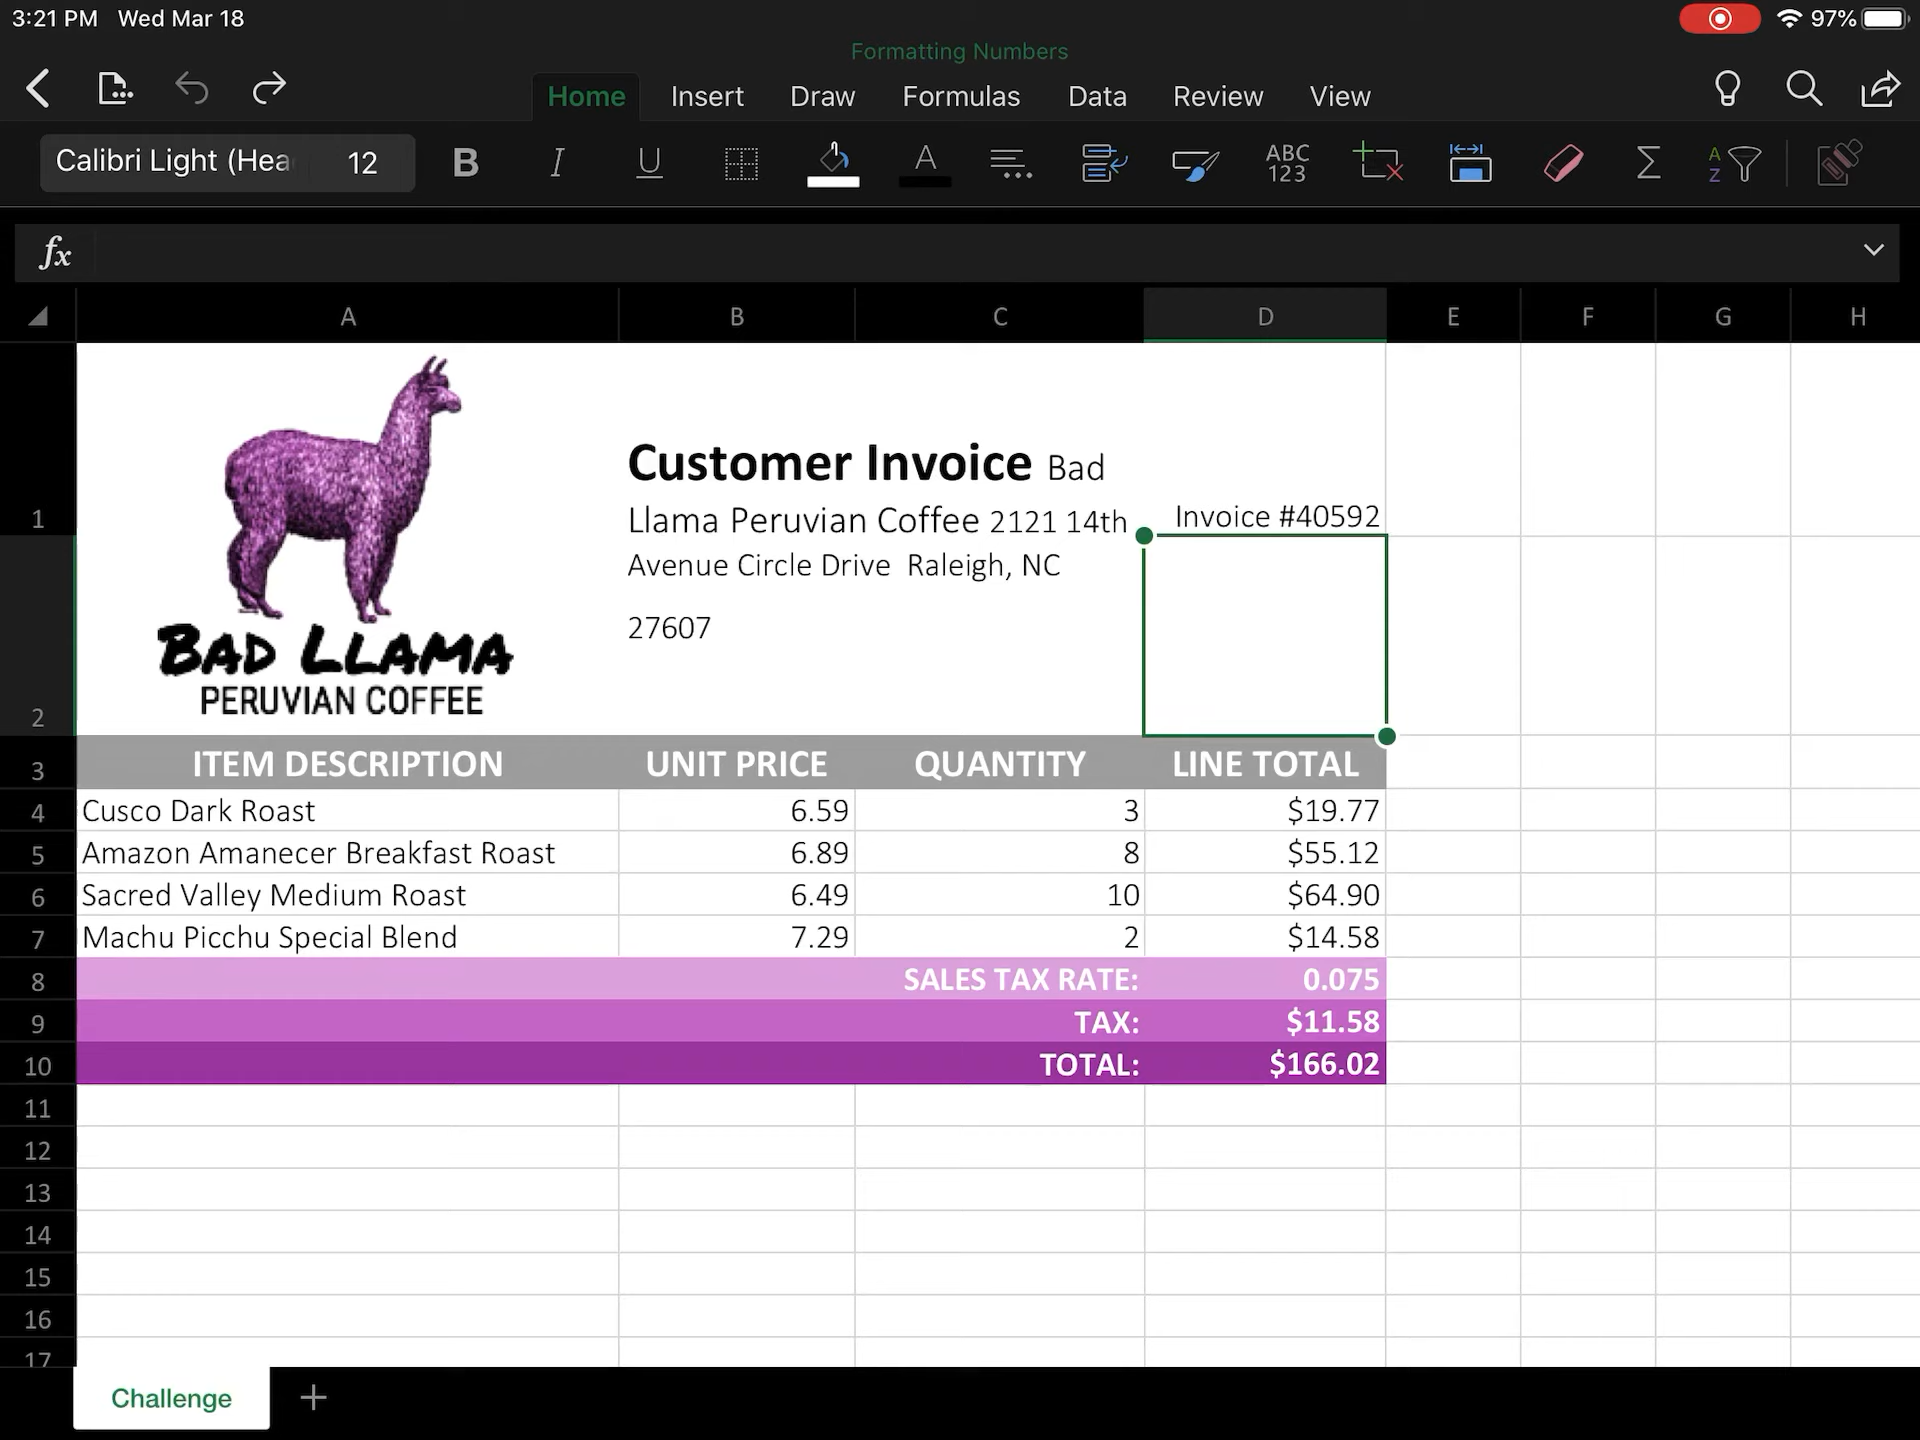 3:21 PM Wed Mar 18
97%
Formatting Numbers
Home Insert Draw Formulas Data Review View
Calibri Light (Hea 12 B I U A ABC 123 Σ A Z
fx
A B C D E F G H
1
Customer Invoice Bad
Llama Peruvian Coffee 2121 14th
Avenue Circle Drive Raleigh, NC
27607
Invoice #40592
BAD LLAMA
PERUVIAN COFFEE
2
3 ITEM DESCRIPTION UNIT PRICE QUANTITY LINE TOTAL
4 Cusco Dark Roast 6.59 3 $19.77
5 Amazon Amanecer Breakfast Roast 6.89 8 $55.12
6 Sacred Valley Medium Roast 6.49 10 $64.90
7 Machu Picchu Special Blend 7.29 2 $14.58
8 SALES TAX RATE: 0.075
9 TAX: $11.58
10 TOTAL: $166.02
11
12
13
14
15
16
17
Challenge +